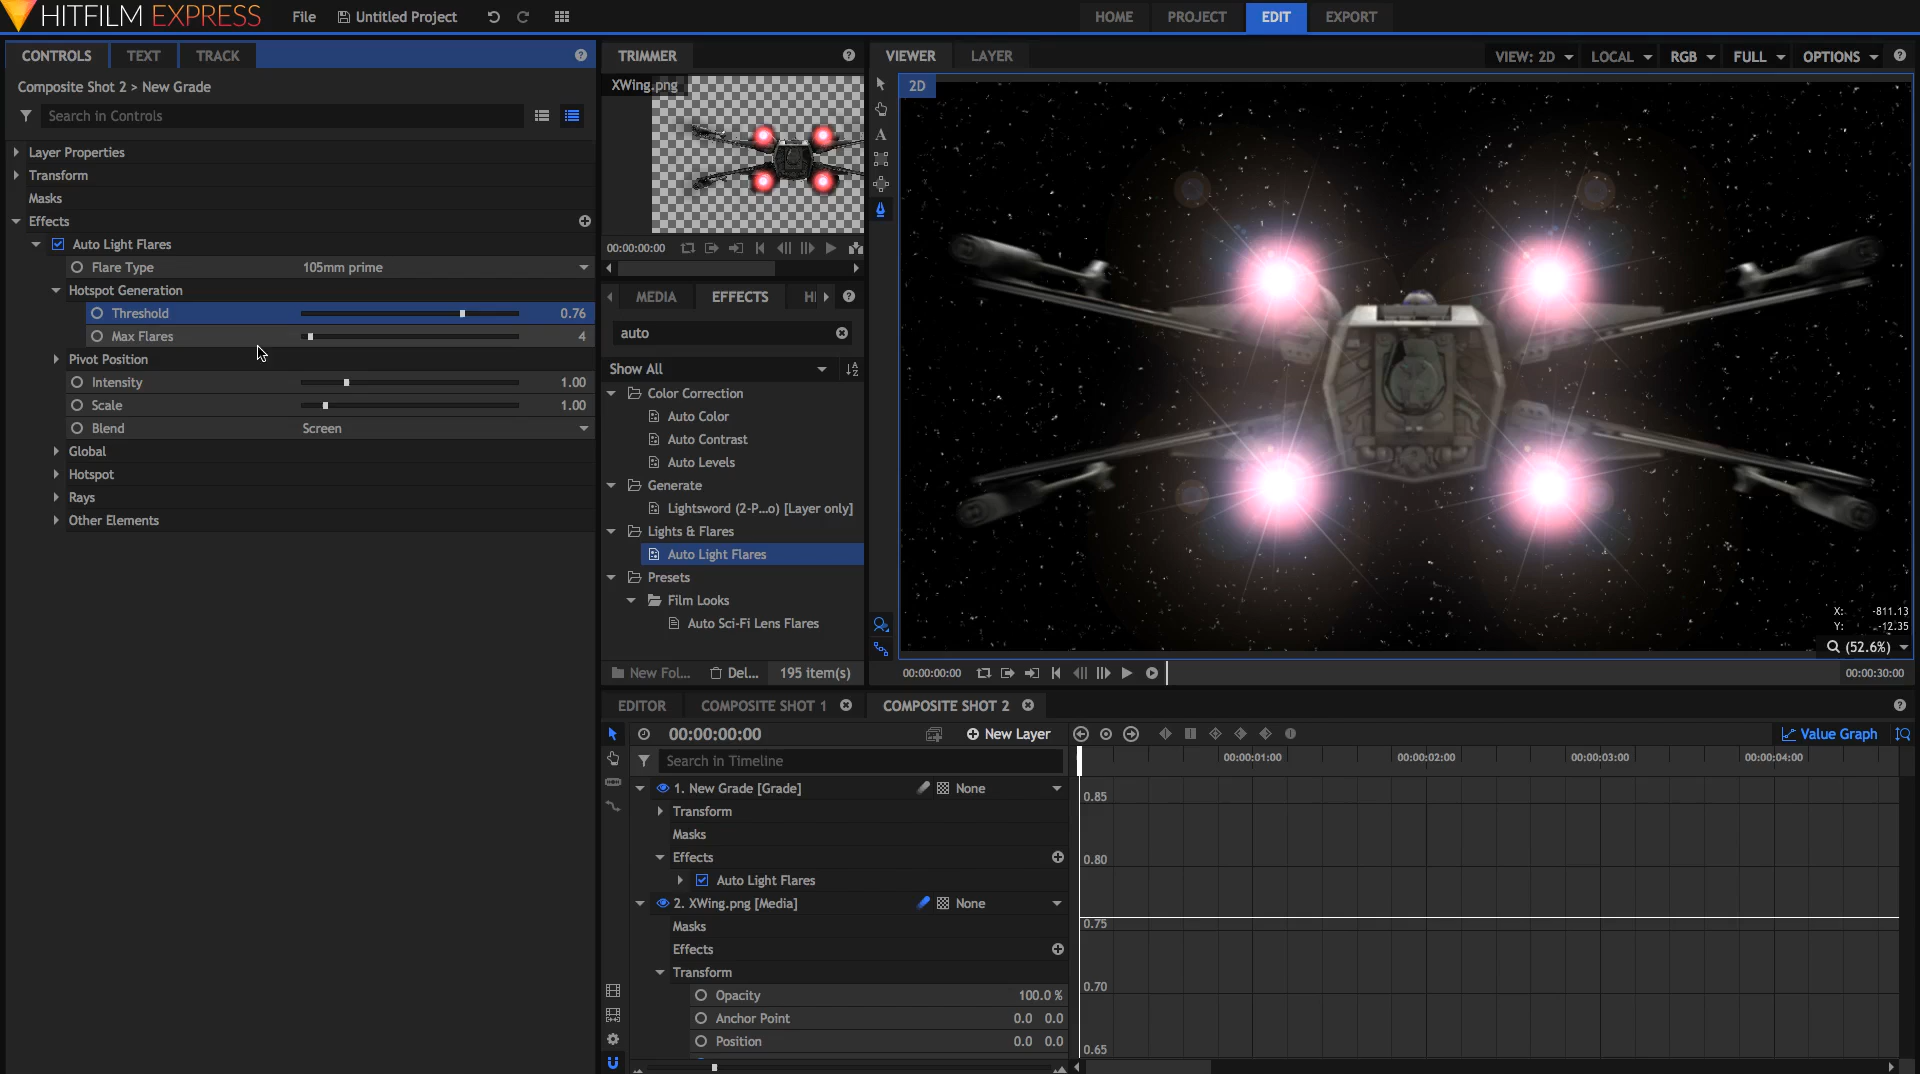 HITFILM EXPRESS
File
Untitled Project
HOME
PROJECT
EDIT
EXPORT
CONTROLS
TEXT
TRACK
Composite Shot 2 > New Grade
Search in Controls
Layer Properties
Transform
Masks
Effects
Auto Light Flares
Flare Type 105mm prime
Hotspot Generation
Threshold 0.76
Max Flares 4
Pivot Position
Intensity 1.00
Scale 1.00
Blend Screen
Global
Hotspot
Rays
Other Elements
TRIMMER
XWing.png
00:00:00:00
MEDIA
EFFECTS
auto
Show All
Color Correction
Auto Color
Auto Contrast
Auto Levels
Generate
Lightsword (2-P...o) [Layer only]
Lights & Flares
Auto Light Flares
Presets
Film Looks
Auto Sci-Fi Lens Flares
New Fol...
Del...
195 item(s)
VIEWER
LAYER
VIEW: 2D
LOCAL
RGB
FULL
OPTIONS
2D
X: -811.13
Y: -12.35
(52.6%)
00:00:00:00
00:00:30:00
EDITOR
COMPOSITE SHOT 1
COMPOSITE SHOT 2
00:00:00:00
New Layer
Value Graph
Search in Timeline
00:00:01:00
00:00:02:00
00:00:03:00
00:00:04:00
1. New Grade [Grade] None
Transform
Masks
Effects
Auto Light Flares
2. XWing.png [Media] None
Masks
Effects
Transform
Opacity 100.0 %
Anchor Point 0.0 0.0
Position 0.0 0.0
0.85
0.80
0.75
0.70
0.65